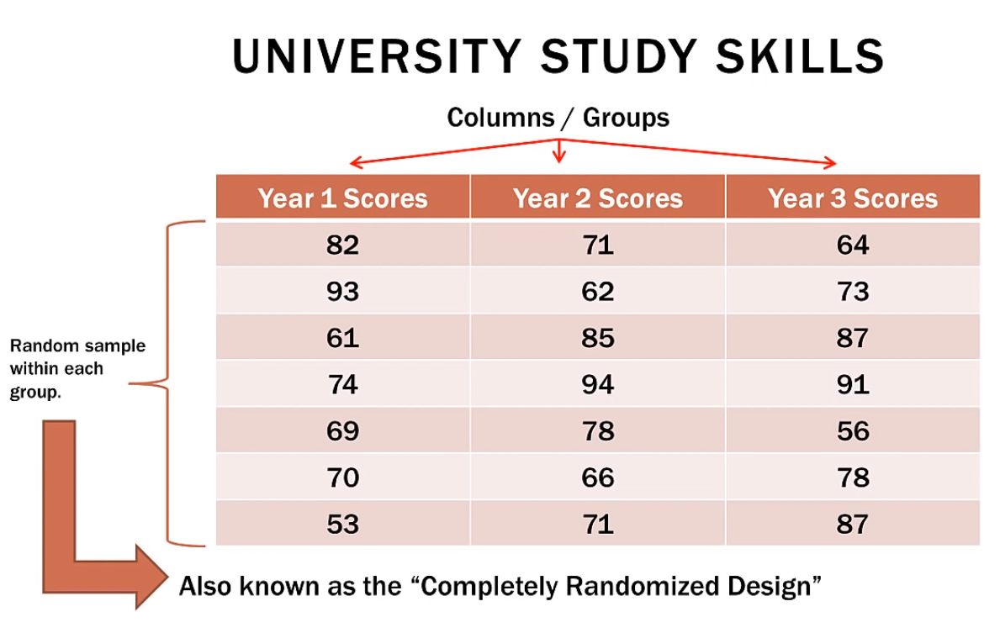 UNIVERSITY STUDY SKILLS
Columns / Groups
Year 1 Scores Year 2 Scores Year 3 Scores
82 71 64
93 62 73
61 85 87
74 94 91
69 78 56
70 66 78
53 71 87
Random sample
within each
group.
Also known as the “Completely Randomized Design”